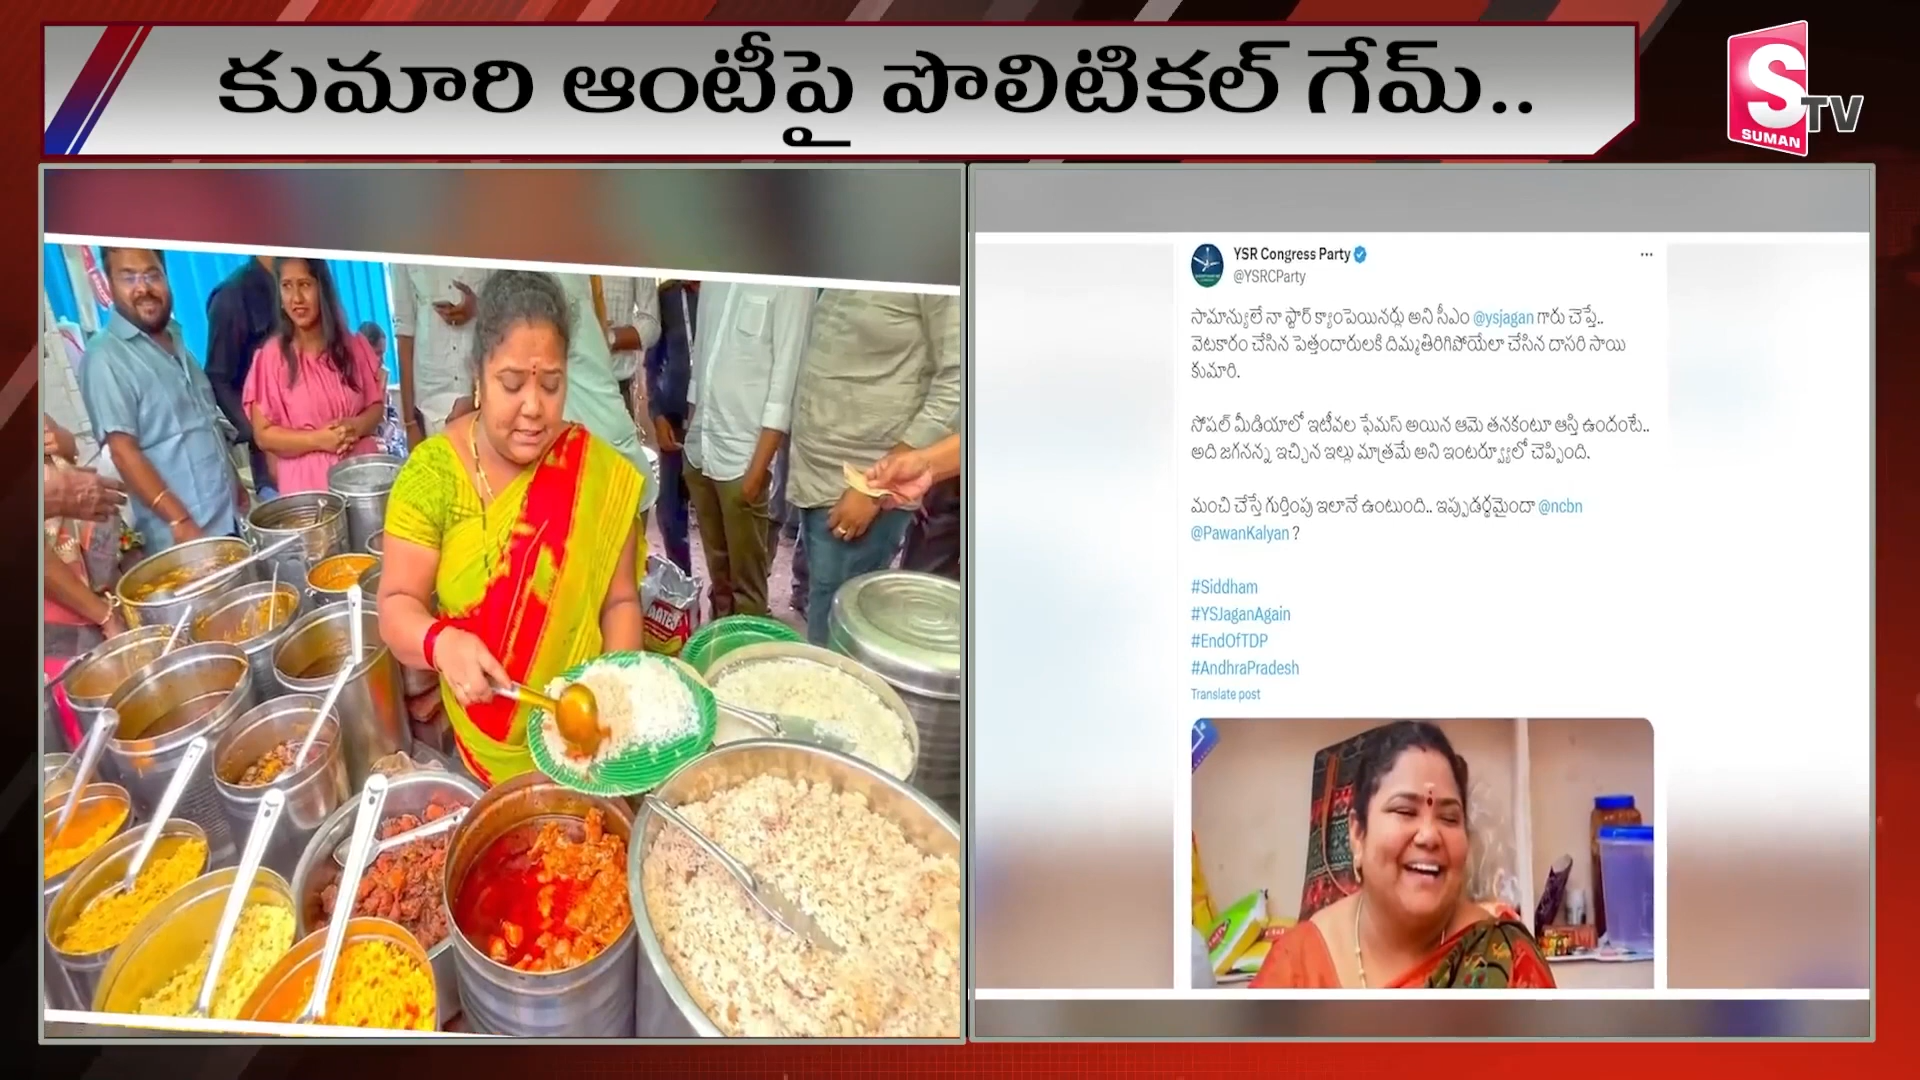 కుమారి ఆంటీపై పొలిటికల్ గేమ్..
S
TV
SUMAN
YSR Congress Party
@YSRCParty
సామాన్యులే నా స్టార్ క్యాంపెయినర్లు అని సీఎం @ysjagan గారు చెప్తే..
వెటకారం చేసిన పెత్తందారులకి దిమ్మతిరిగిపోయేలా చేసిన దాసరి సాయి
కుమారి.
సోషల్ మీడియాలో ఇటీవల ఫేమస్ అయిన ఆమె తనకంటూ ఆస్తి ఉందంటే..
అది జగనన్న ఇచ్చిన ఇల్లు మాత్రమే అని ఇంటర్వ్యూలో చెప్పింది.
మంచి చేస్తే గుర్తింపు ఇలానే ఉంటుంది.. ఇప్పుడర్థమైందా @ncbn
@PawanKalyan ?
#Siddham
#YSJaganAgain
#EndOfTDP
#AndhraPradesh
Translate post